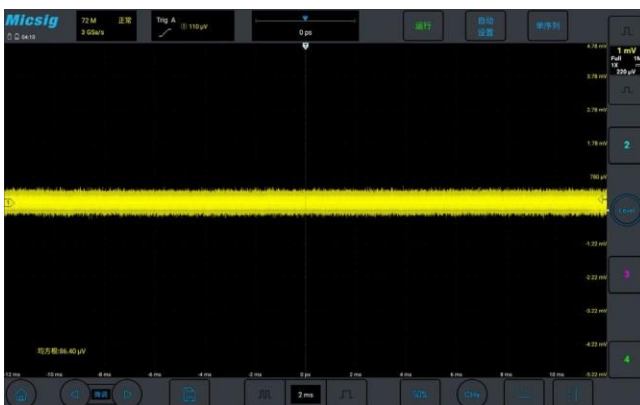 Micsig
72 M 正常
3 GSa/s
Trig A
110 μV
0 ps
运行
自动
设置
单序列
04:10
4.78 mV
3.78 mV
2.78 mV
1.78 mV
780 μV
-1.22 mV
-2.22 mV
-3.22 mV
-4.22 mV
-5.22 mV
1 mV
Full
1X
220 μV
2
3
4
均方根:86.40 μV
-12 ms -10 ms -8 ms -6 ms -4 ms -2 ms 0 ps 2 ms 4 ms 6 ms 8 ms 10 ms
2 ms
50%